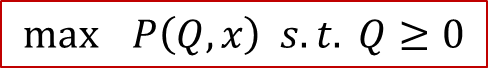 max P(Q, x) s.t. Q ≥ 0